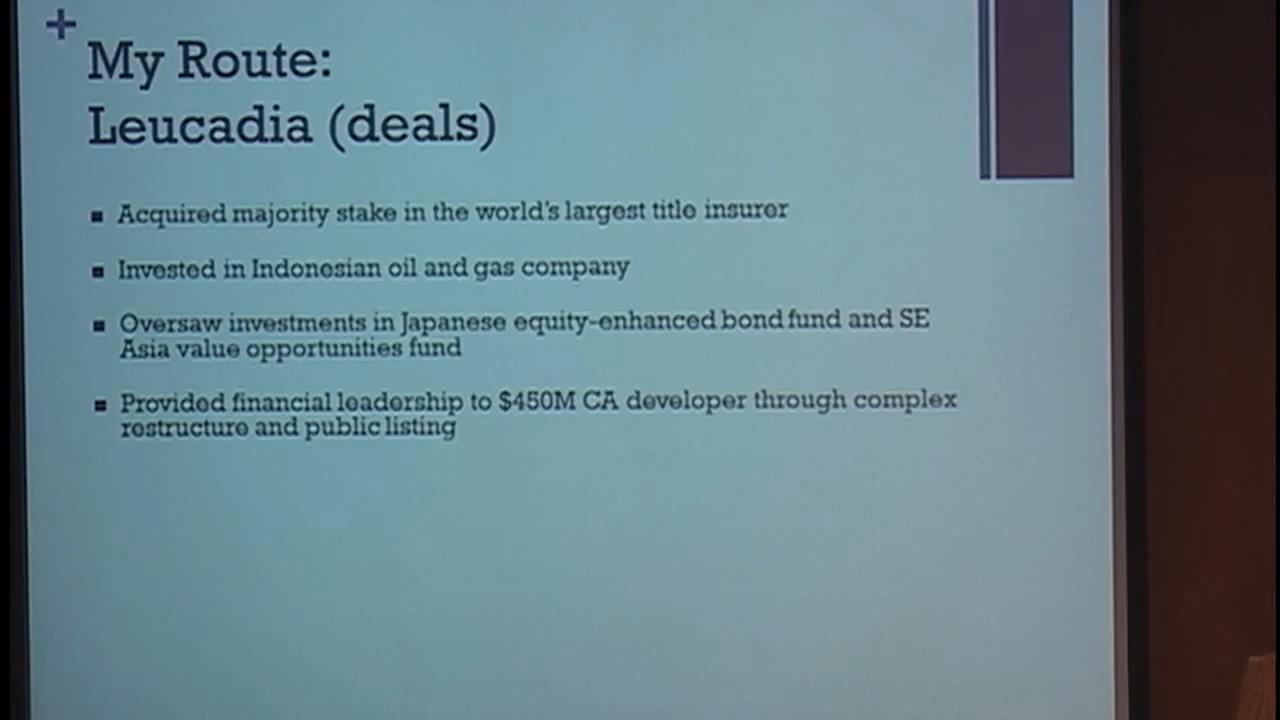 +
My Route:
Leucadia (deals)
▪ Acquired majority stake in the world's largest title insurer
▪ Invested in Indonesian oil and gas company
▪ Oversaw investments in Japanese equity-enhanced bond fund and SE
Asia value opportunities fund
▪ Provided financial leadership to $450M CA developer through complex
restructure and public listing